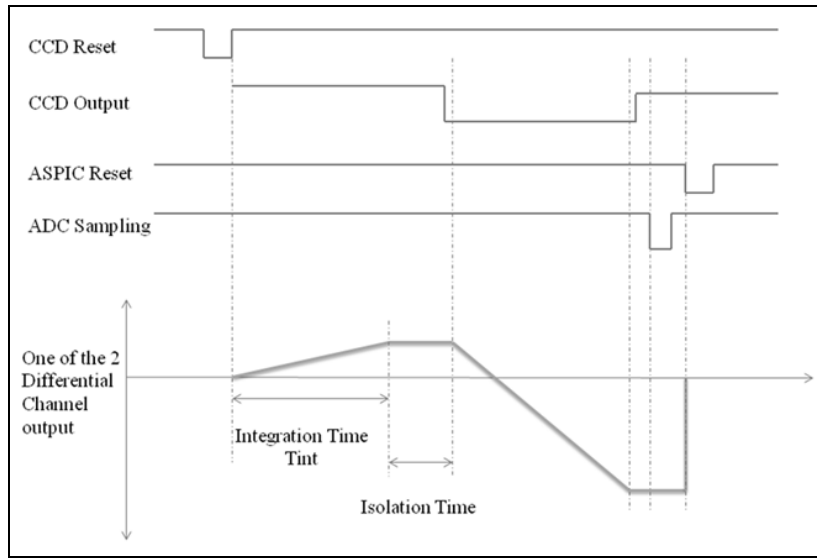 CCD Reset
CCD Output
ASPIC Reset
ADC Sampling
One of the 2
Differential
Channel
output
Integration Time
Tint
Isolation Time